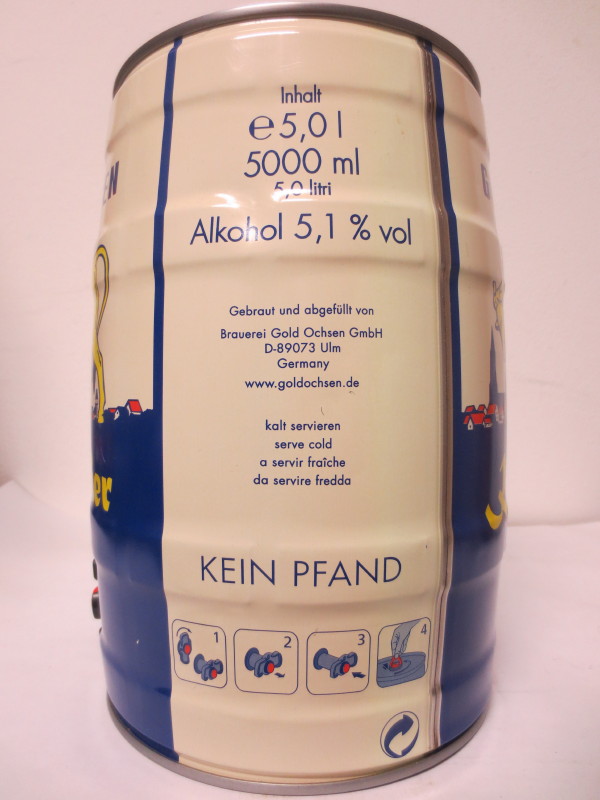 Inhalt
e 5,0 l
5000 ml
5,0 litri
Alkohol 5,1 % vol
Gebraut und abgefüllt von
Brauerei Gold Ochsen GmbH
D-89073 Ulm
Germany
www.goldochsen.de
kalt servieren
serve cold
a servir fraîche
da servire fredda
KEIN PFAND
1 2 3 4